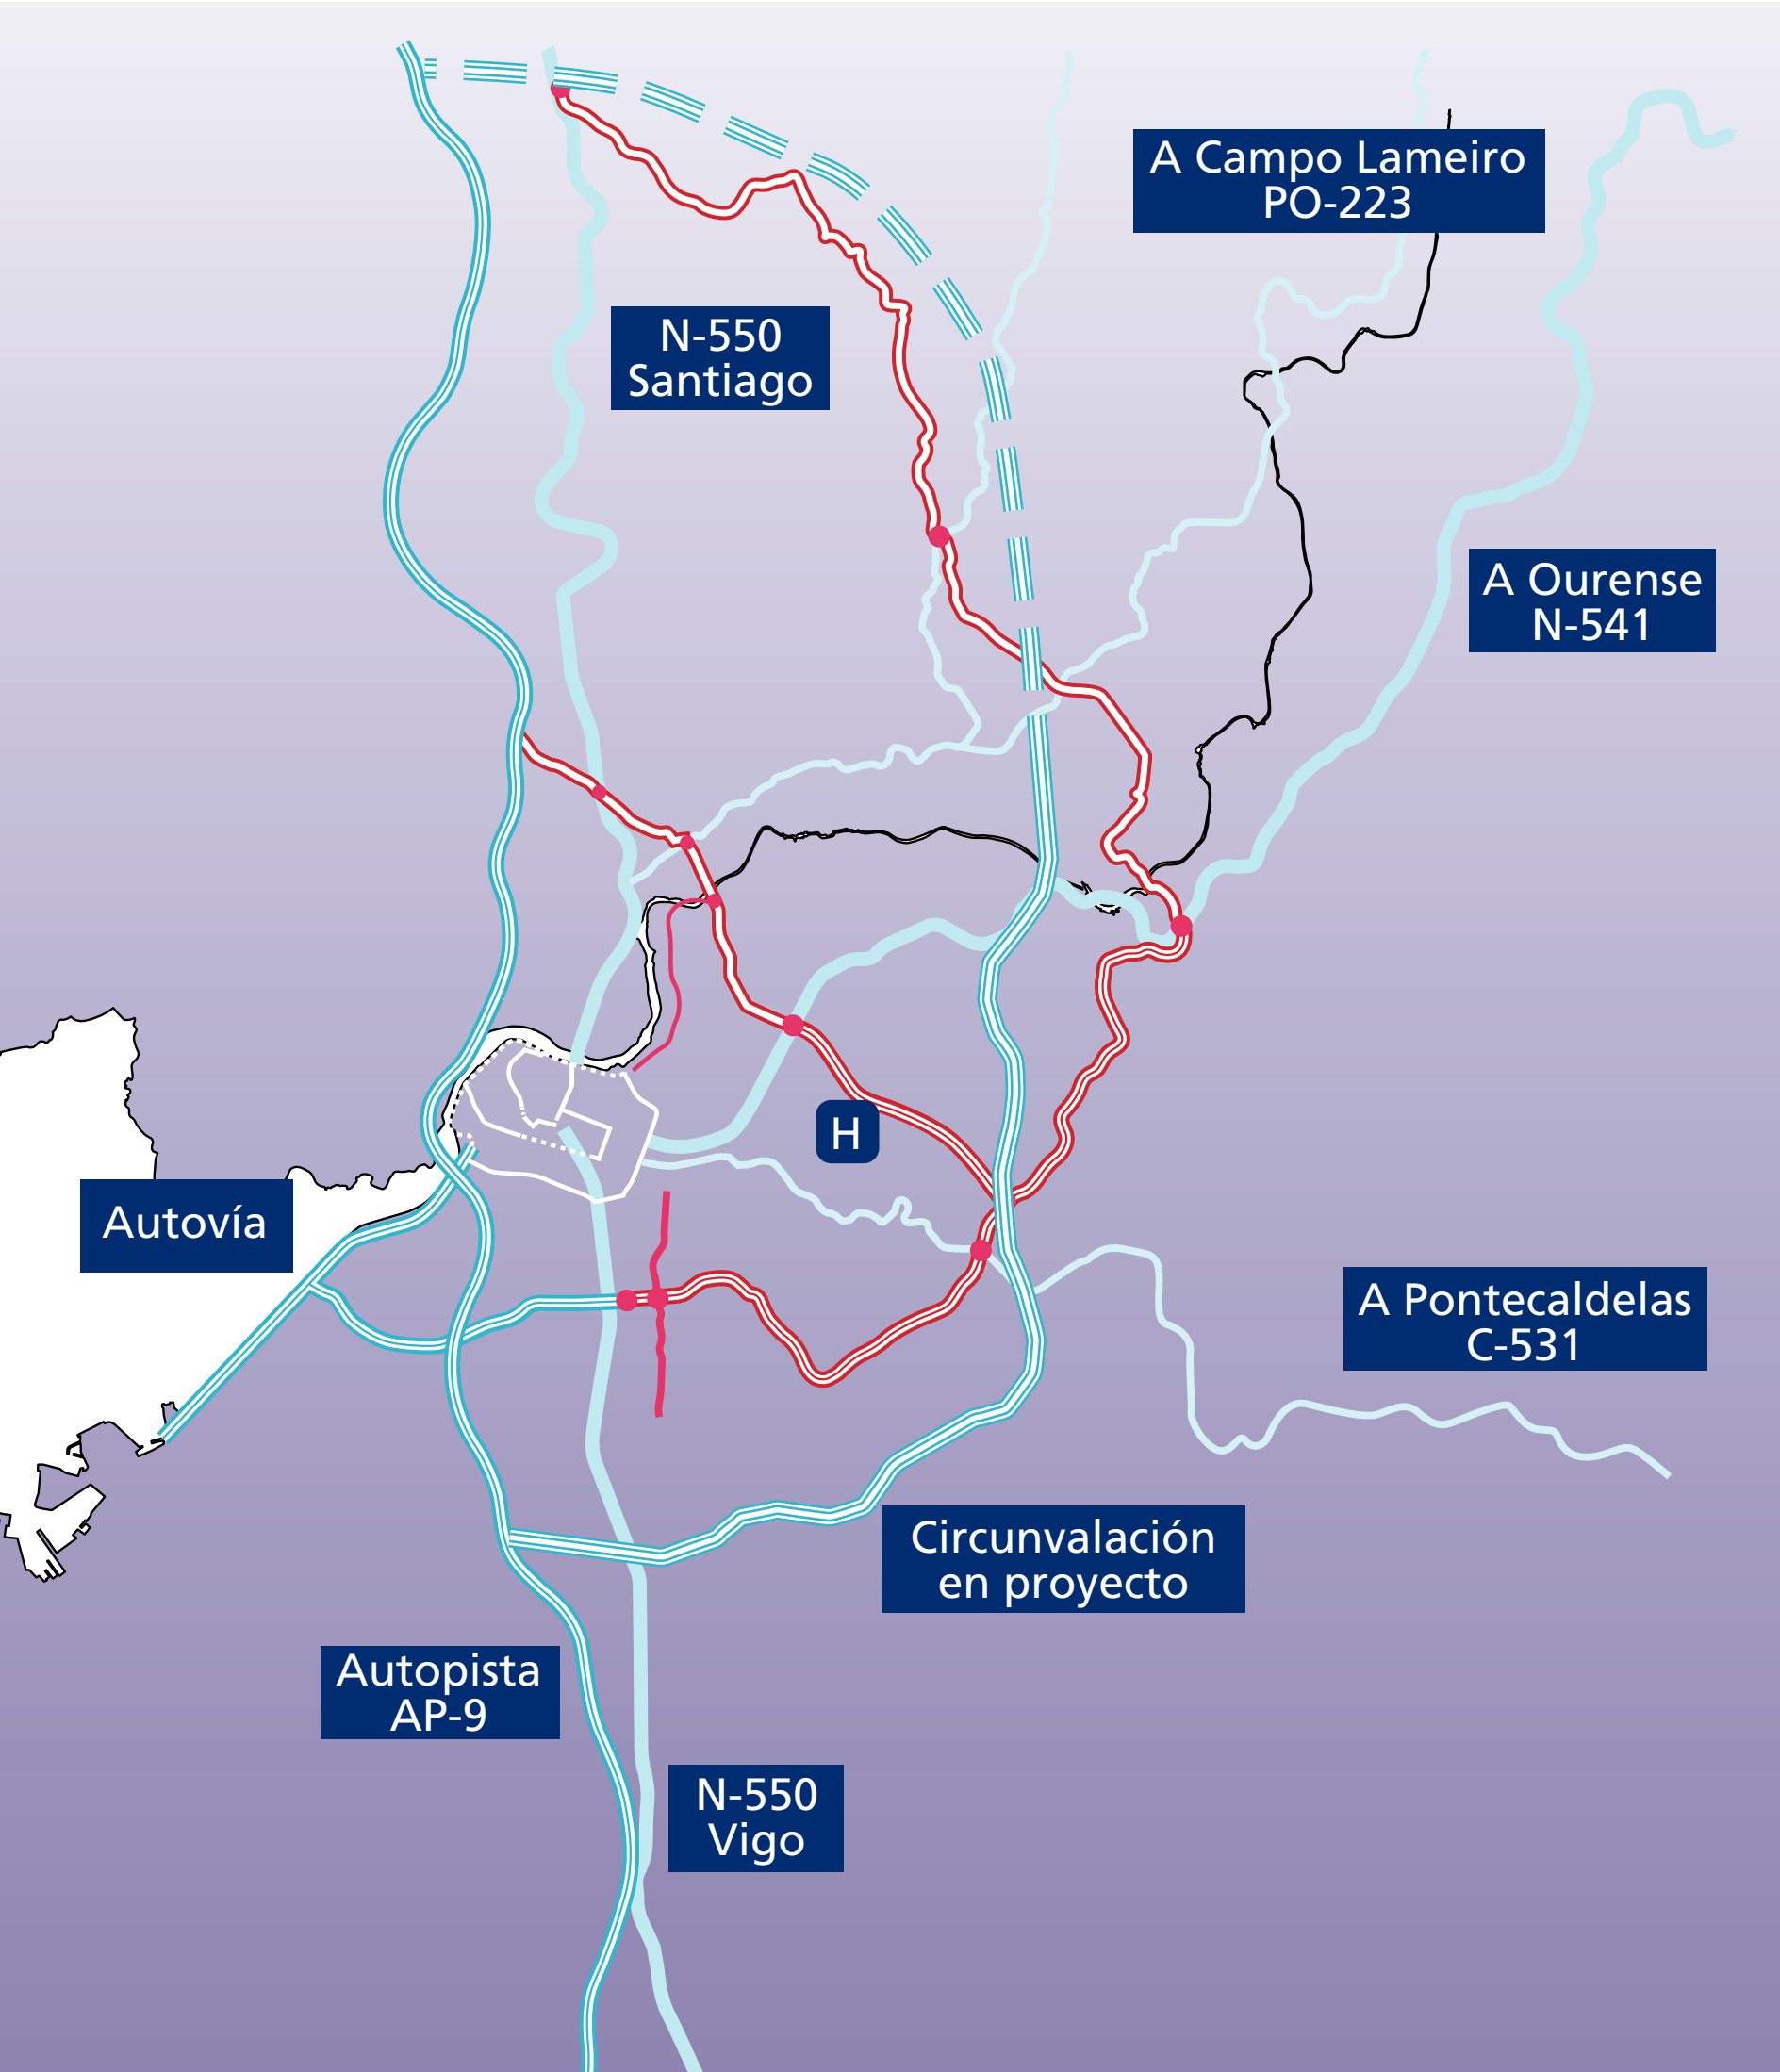 A Campo Lameiro
PO-223
N-550
Santiago
A Ourense
N-541
H
Autovía
A Pontecaldelas
C-531
Circunvalación
en proyecto
Autopista
AP-9
N-550
Vigo